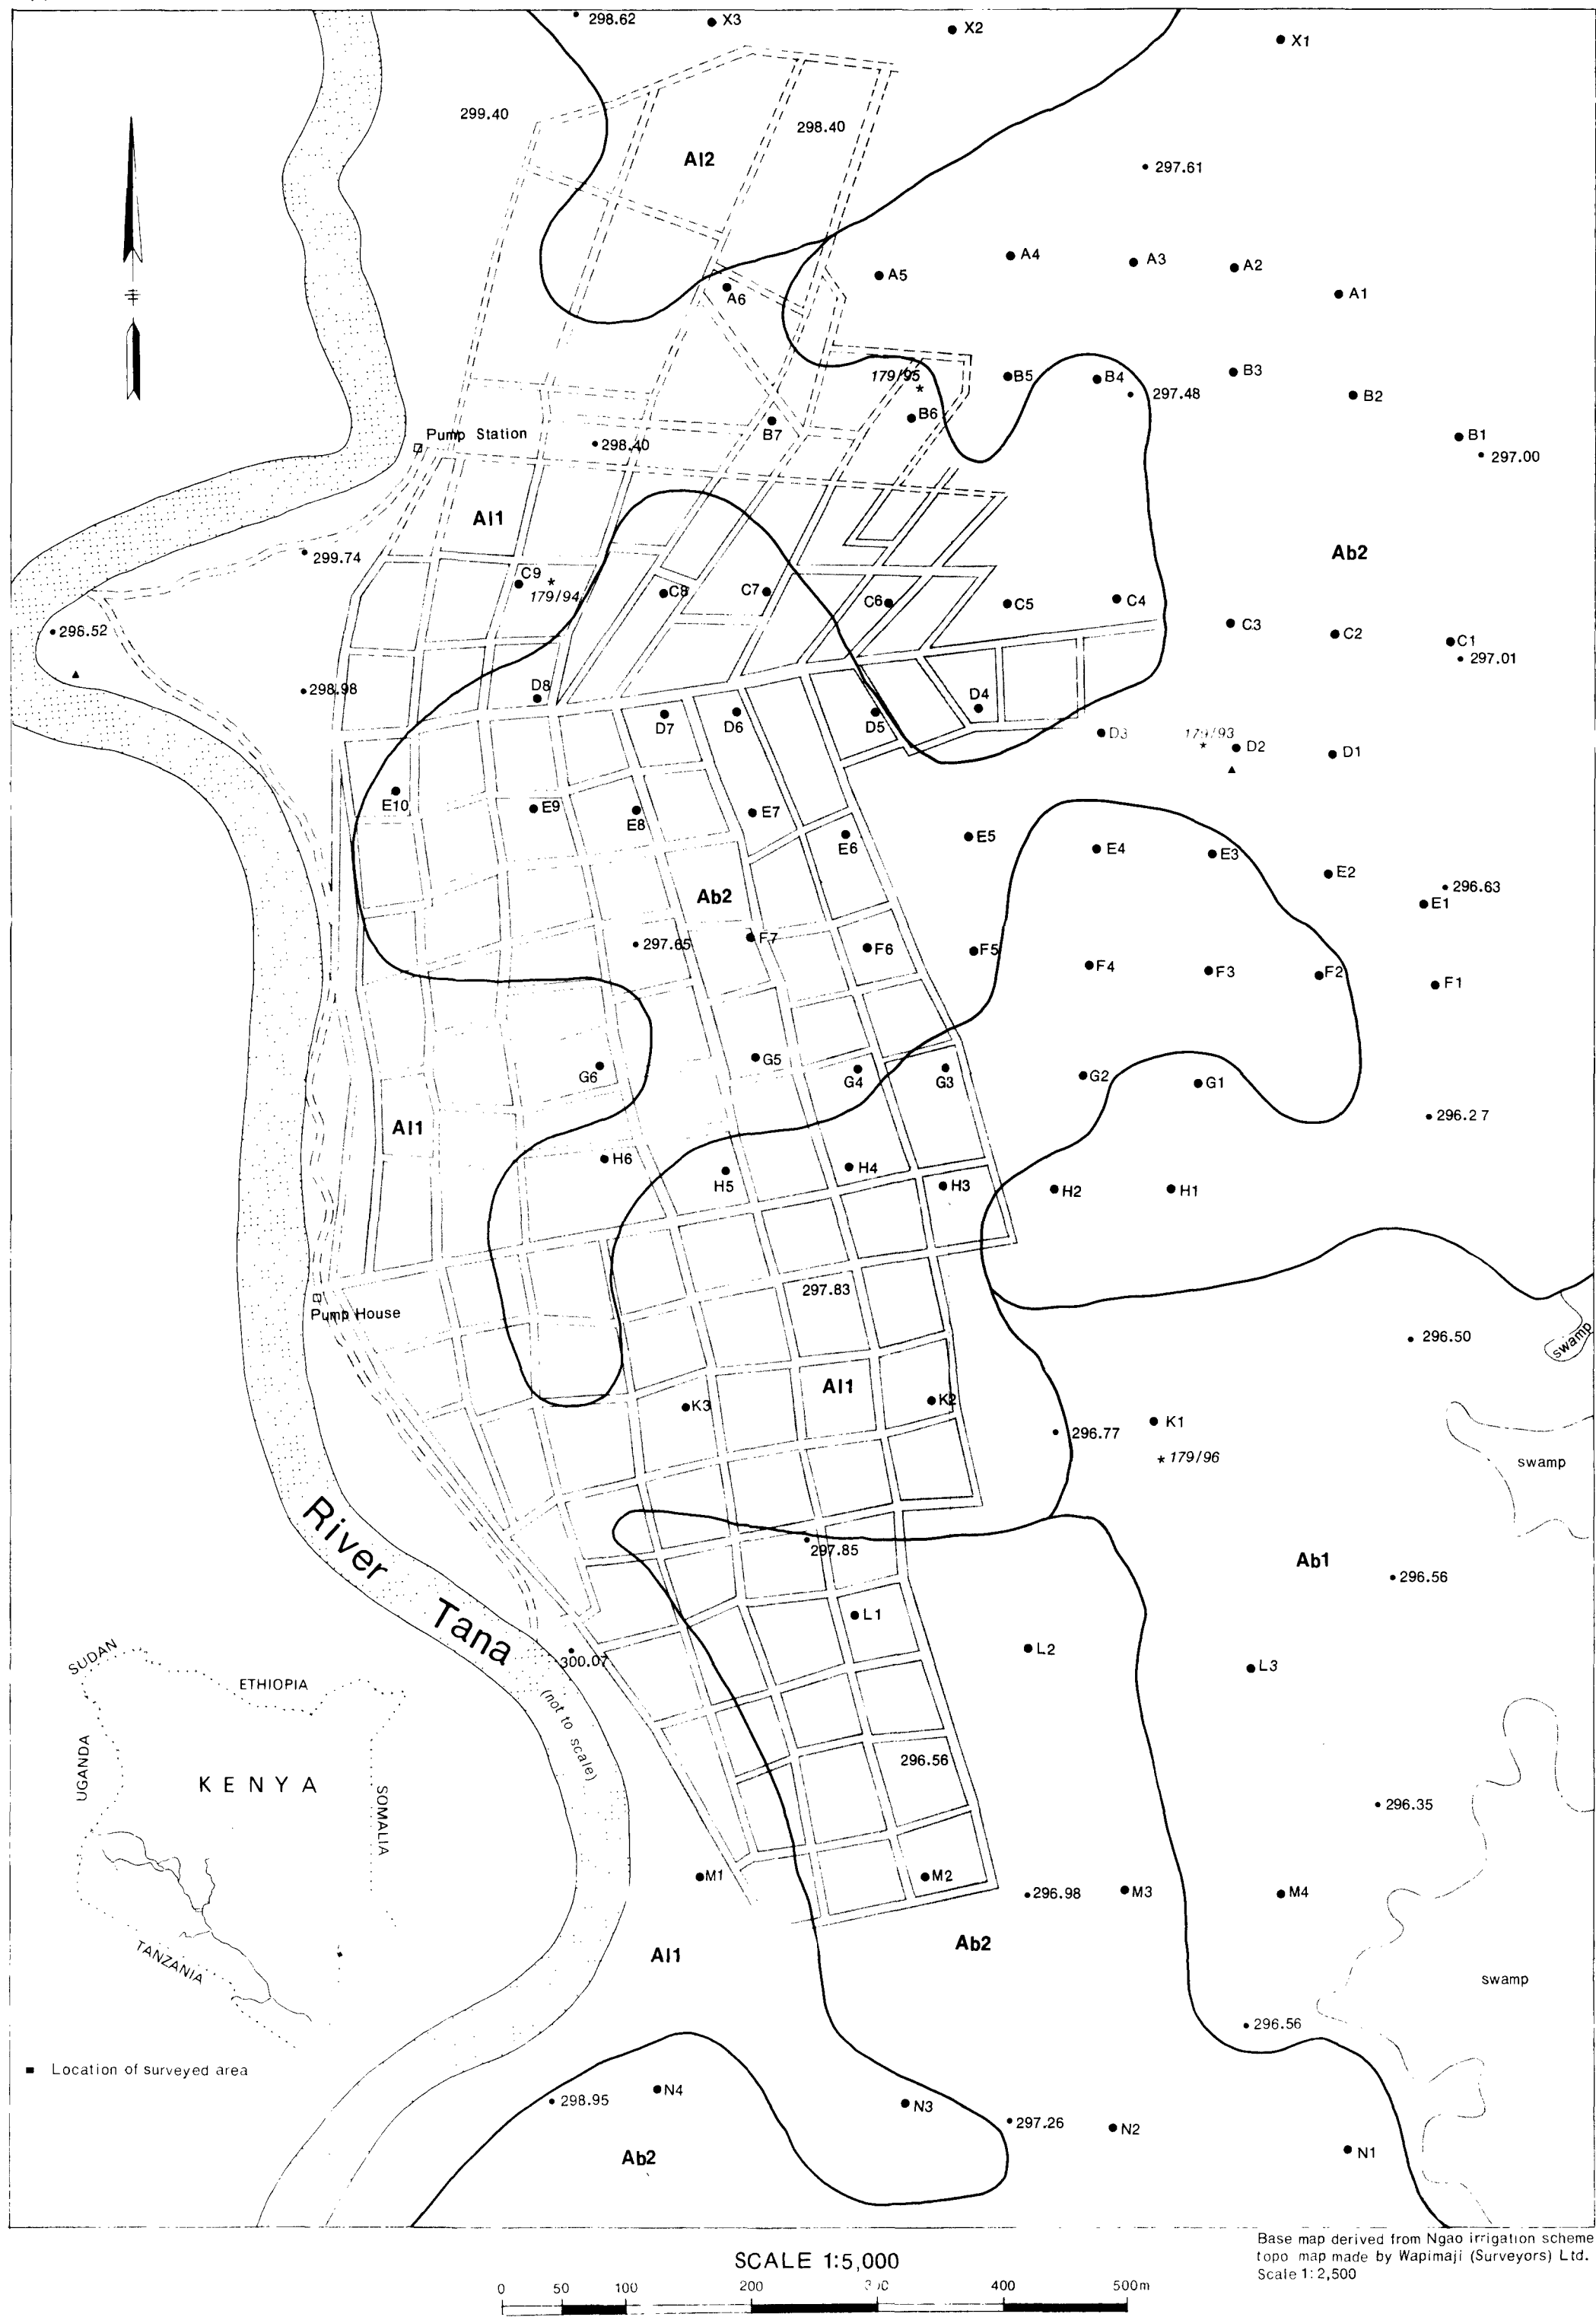 298.62
X3
X2
X1
299.40
298.40
Al2
297.61
A4
A3
A2
A5
A1
A6
179/95
B5
B4
B3
297.48
B2
B6
B7
Pump Station
298.40
B1
297.00
Al1
Ab2
299.74
C9
179/94
C8
C7
C6
C5
C4
C3
C2
C1
297.01
298.52
298.98
D8
D7
D6
D5
D4
D3
179/93
D2
D1
E10
E9
E8
E7
E6
E5
E4
E3
E2
296.63
E1
Ab2
297.65
F7
F6
F5
F4
F3
F2
F1
G6
G5
G4
G3
G2
G1
296.27
Al1
H6
H5
H4
H3
H2
H1
297.83
Pump House
296.50
swamp
Al1
K3
K2
296.77
K1
179/96
swamp
River Tana
297.85
Ab1
296.56
L1
L2
L3
300.07
(not to scale)
SUDAN
ETHIOPIA
UGANDA
KENYA
SOMALIA
TANZANIA
296.56
296.35
M1
M2
296.98
M3
M4
Al1
Ab2
swamp
296.56
Location of surveyed area
298.95
N4
N3
297.26
N2
N1
Ab2
Base map derived from Ngao irrigation scheme
topo map made by Wapimaji (Surveyors) Ltd.
Scale 1:2,500
SCALE 1:5,000
0 50 100 200 400 500m